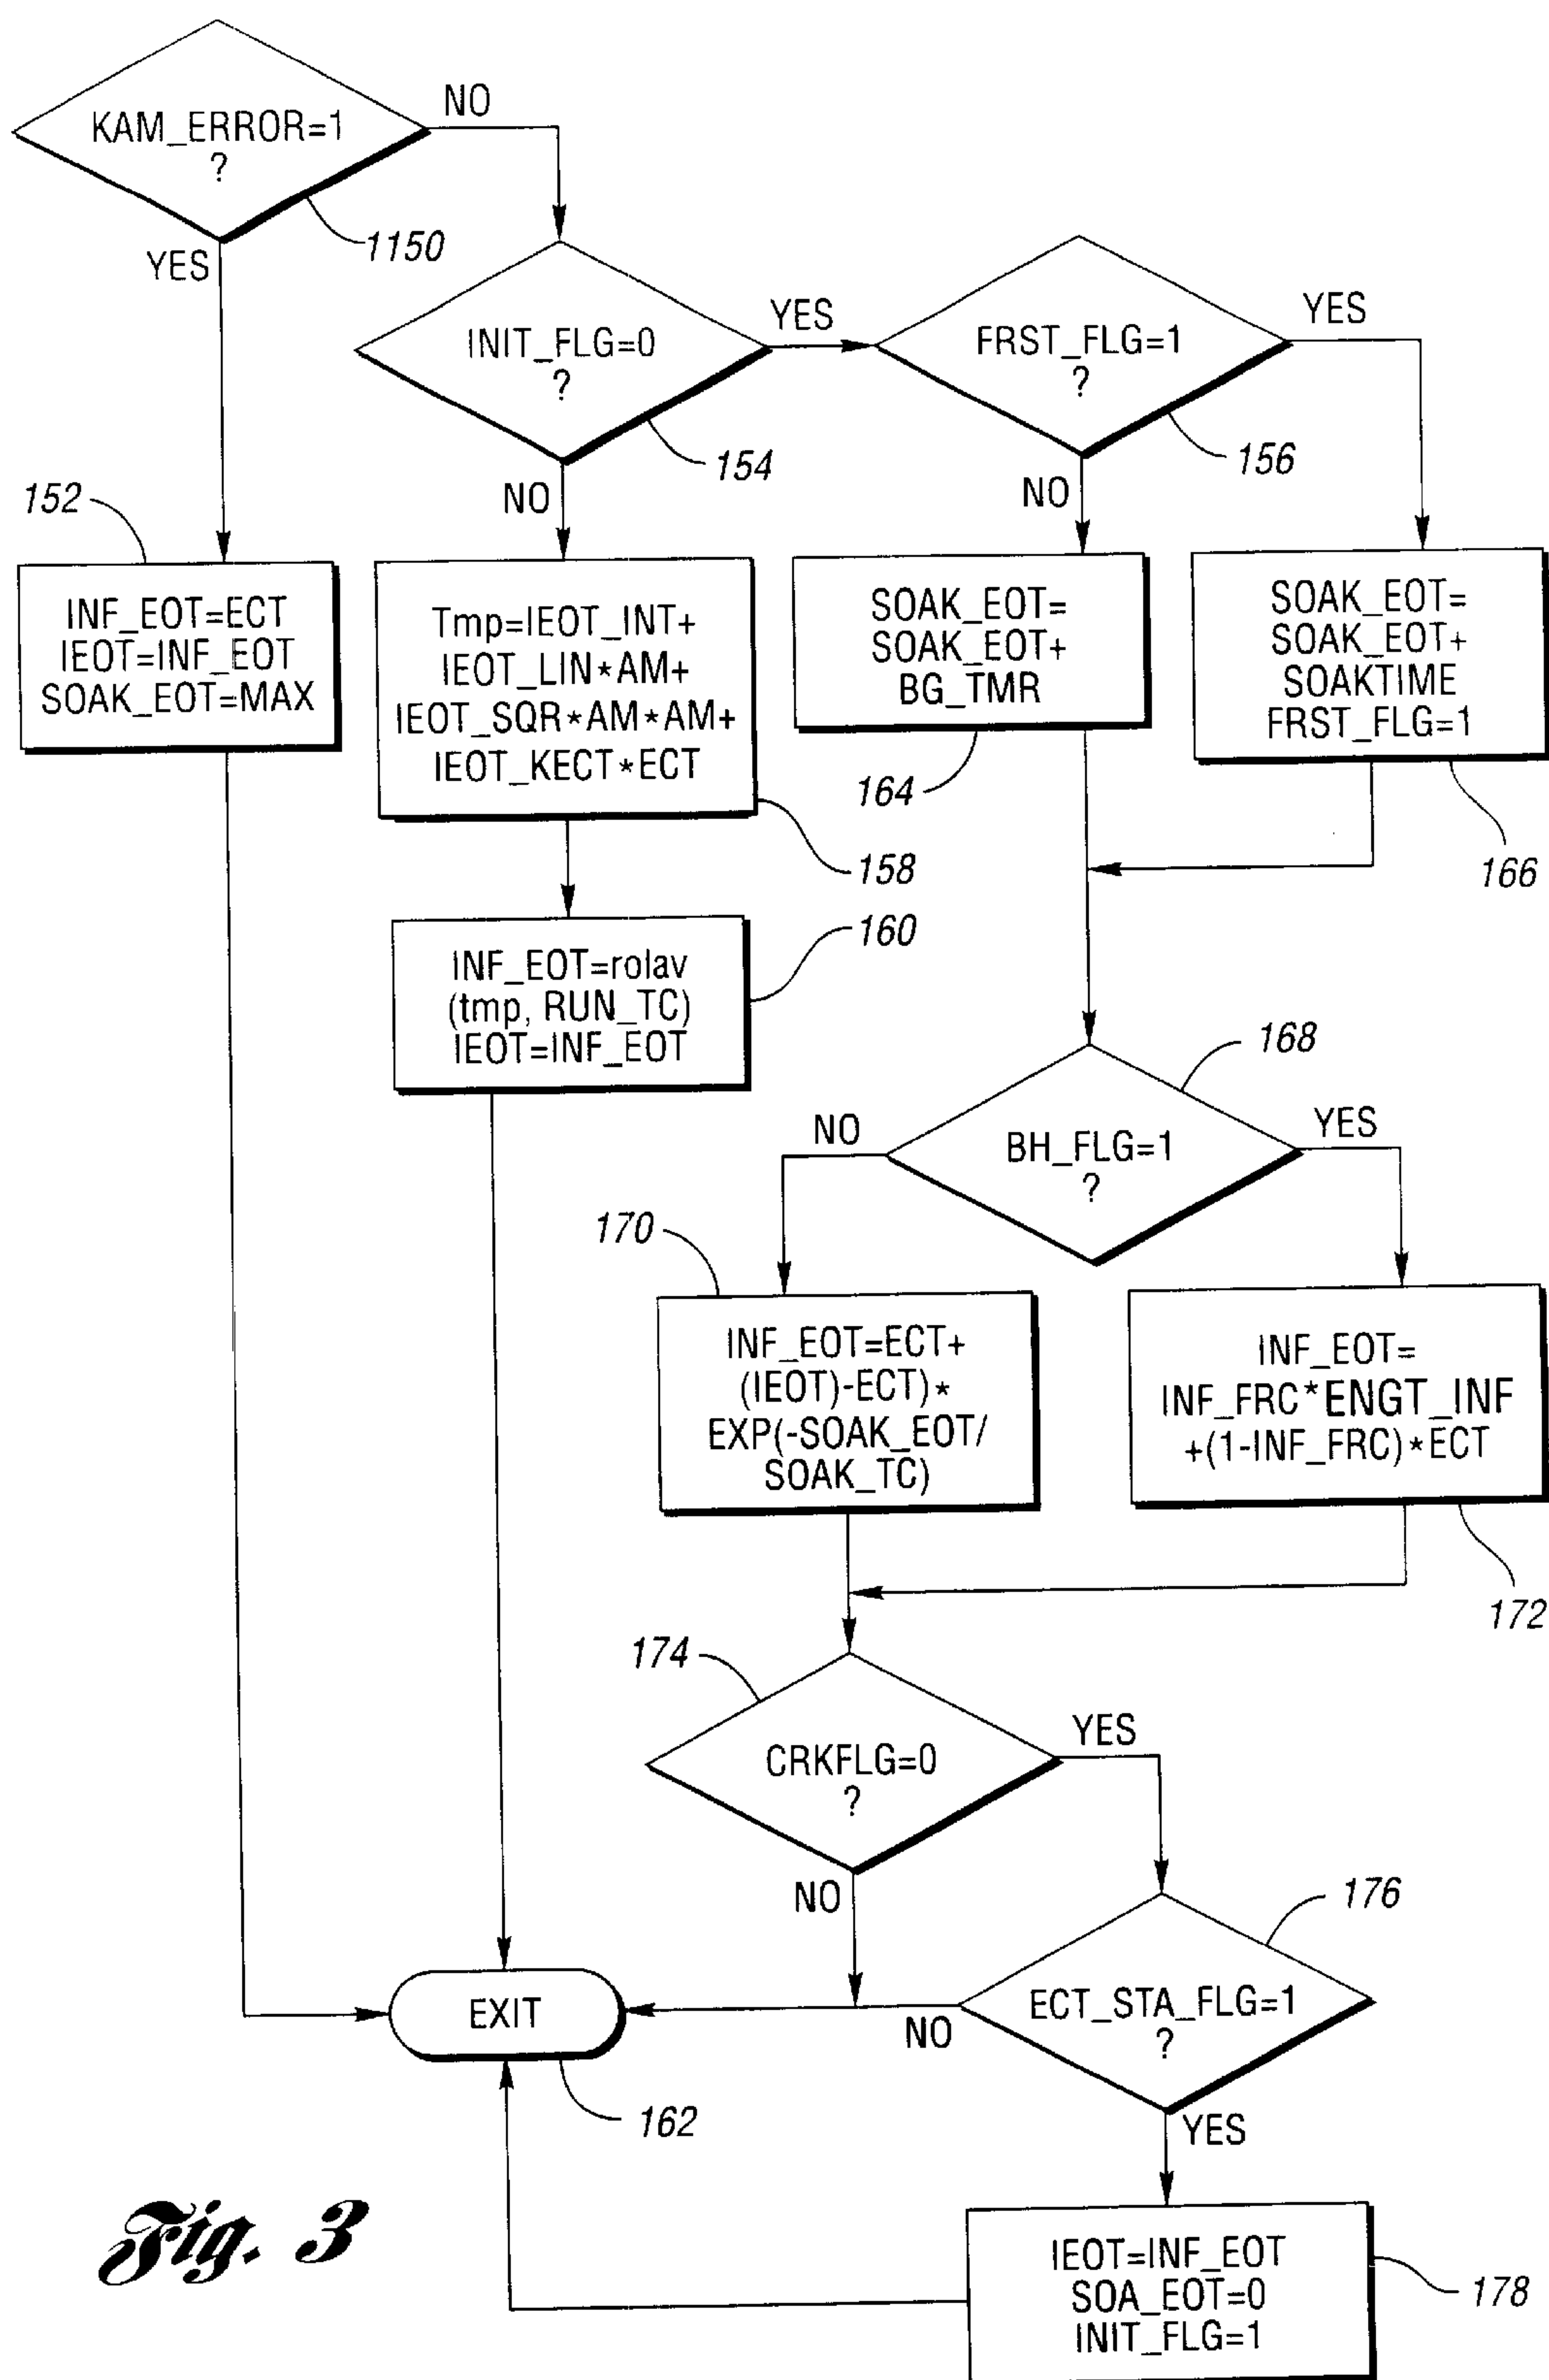 KAM_ERROR=1
?
NO
YES
1150
INIT_FLG=0
?
YES
NO
154
FRST_FLG=1
?
YES
NO
156
152
INF_EOT=ECT
IEOT=INF_EOT
SOAK_EOT=MAX
Tmp=IEOT_INT+
IEOT_LIN*AM+
IEOT_SQR*AM*AM+
IEOT_KECT*ECT
158
SOAK_EOT=
SOAK_EOT+
BG_TMR
164
SOAK_EOT=
SOAK_EOT+
SOAKTIME
FRST_FLG=1
166
INF_EOT=rolav
(tmp, RUN_TC)
IEOT=INF_EOT
160
BH_FLG=1
?
168
NO
YES
170
INF_EOT=ECT+
(IEOT)-ECT)*
EXP(-SOAK_EOT/
SOAK_TC)
INF_EOT=
INF_FRC*ENGT_INF
+(1-INF_FRC)*ECT
172
174
CRKFLG=0
?
YES
NO
176
ECT_STA_FLG=1
?
NO
YES
EXIT
162
IEOT=INF_EOT
SOA_EOT=0
INIT_FLG=1
178
Fig. 3